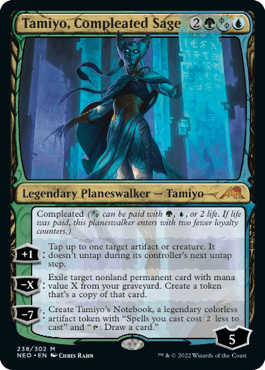 Tamiyo, Compleated Sage 2
Legendary Planeswalker — Tamiyo
Compleated ( can be paid with , , or 2 life. If life
was paid, this planeswalker enters with two fewer loyalty
counters.)
+1 Tap up to one target artifact or creature. It
doesn't untap during its controller's next untap
step.
−X Exile target nonland permanent card with mana
value X from your graveyard. Create a token
that's a copy of that card.
−7 Create Tamiyo's Notebook, a legendary colorless
artifact token with "Spells you cast cost 2 less to
cast" and " : Draw a card."
5
238/302 M
NEO • EN Chris Rahn
™ & © 2022 Wizards of the Coast